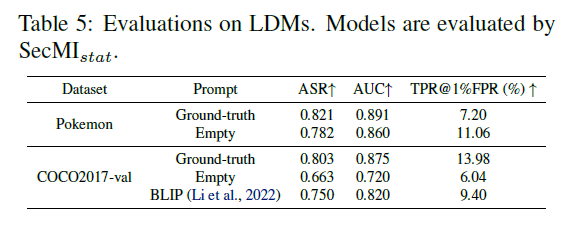 Table 5: Evaluations on LDMs. Models are evaluated by
SecMIstat.
Dataset Prompt ASR↑ AUC↑ TPR@1%FPR (%) ↑
Pokemon Ground-truth 0.821 0.891 7.20
Empty 0.782 0.860 11.06
Ground-truth 0.803 0.875 13.98
COCO2017-val Empty 0.663 0.720 6.04
BLIP (Li et al., 2022) 0.750 0.820 9.40